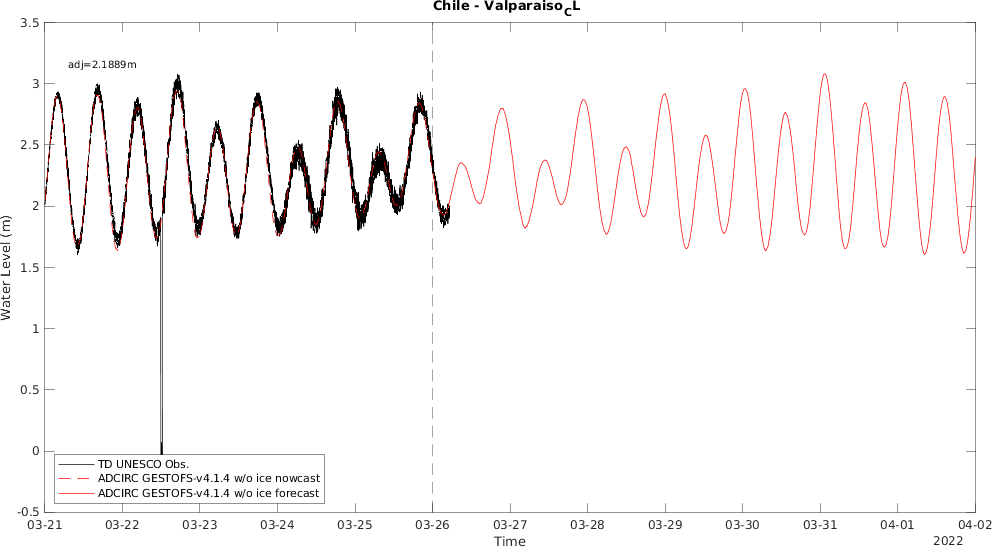 Chile - Valparaiso_CL
adj=2.1889m
3.5
3
2.5
2
1.5
1
0.5
0
-0.5
Water Level (m)
TD UNESCO Obs.
ADCIRC GESTOFS-v4.1.4 w/o ice nowcast
ADCIRC GESTOFS-v4.1.4 w/o ice forecast
03-21 03-22 03-23 03-24 03-25 03-26 03-27 03-28 03-29 03-30 03-31 04-01 04-02
Time
2022